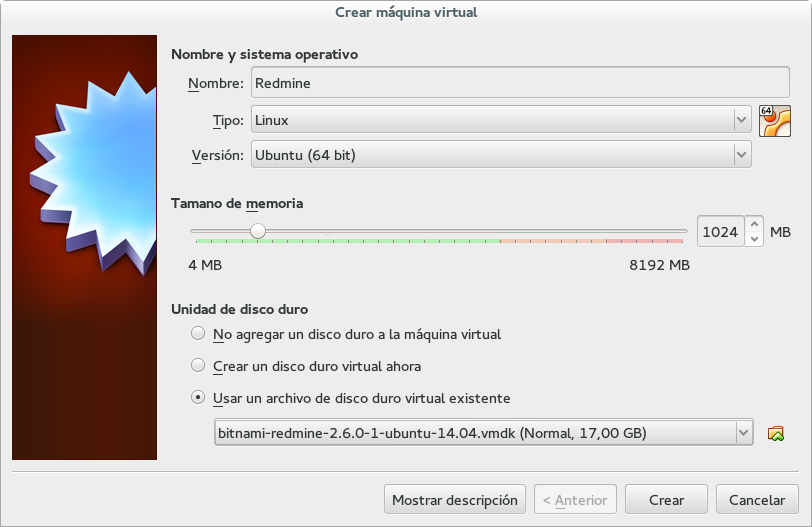 Crear máquina virtual
Nombre y sistema operativo
Nombre: Redmine
Tipo: Linux
64
Versión: Ubuntu (64 bit)
Tamano de memoria
1024 MB
4 MB 8192 MB
Unidad de disco duro
No agregar un disco duro a la máquina virtual
Crear un disco duro virtual ahora
Usar un archivo de disco duro virtual existente
bitnami-redmine-2.6.0-1-ubuntu-14.04.vmdk (Normal, 17,00 GB)
Mostrar descripción < Anterior Crear Cancelar